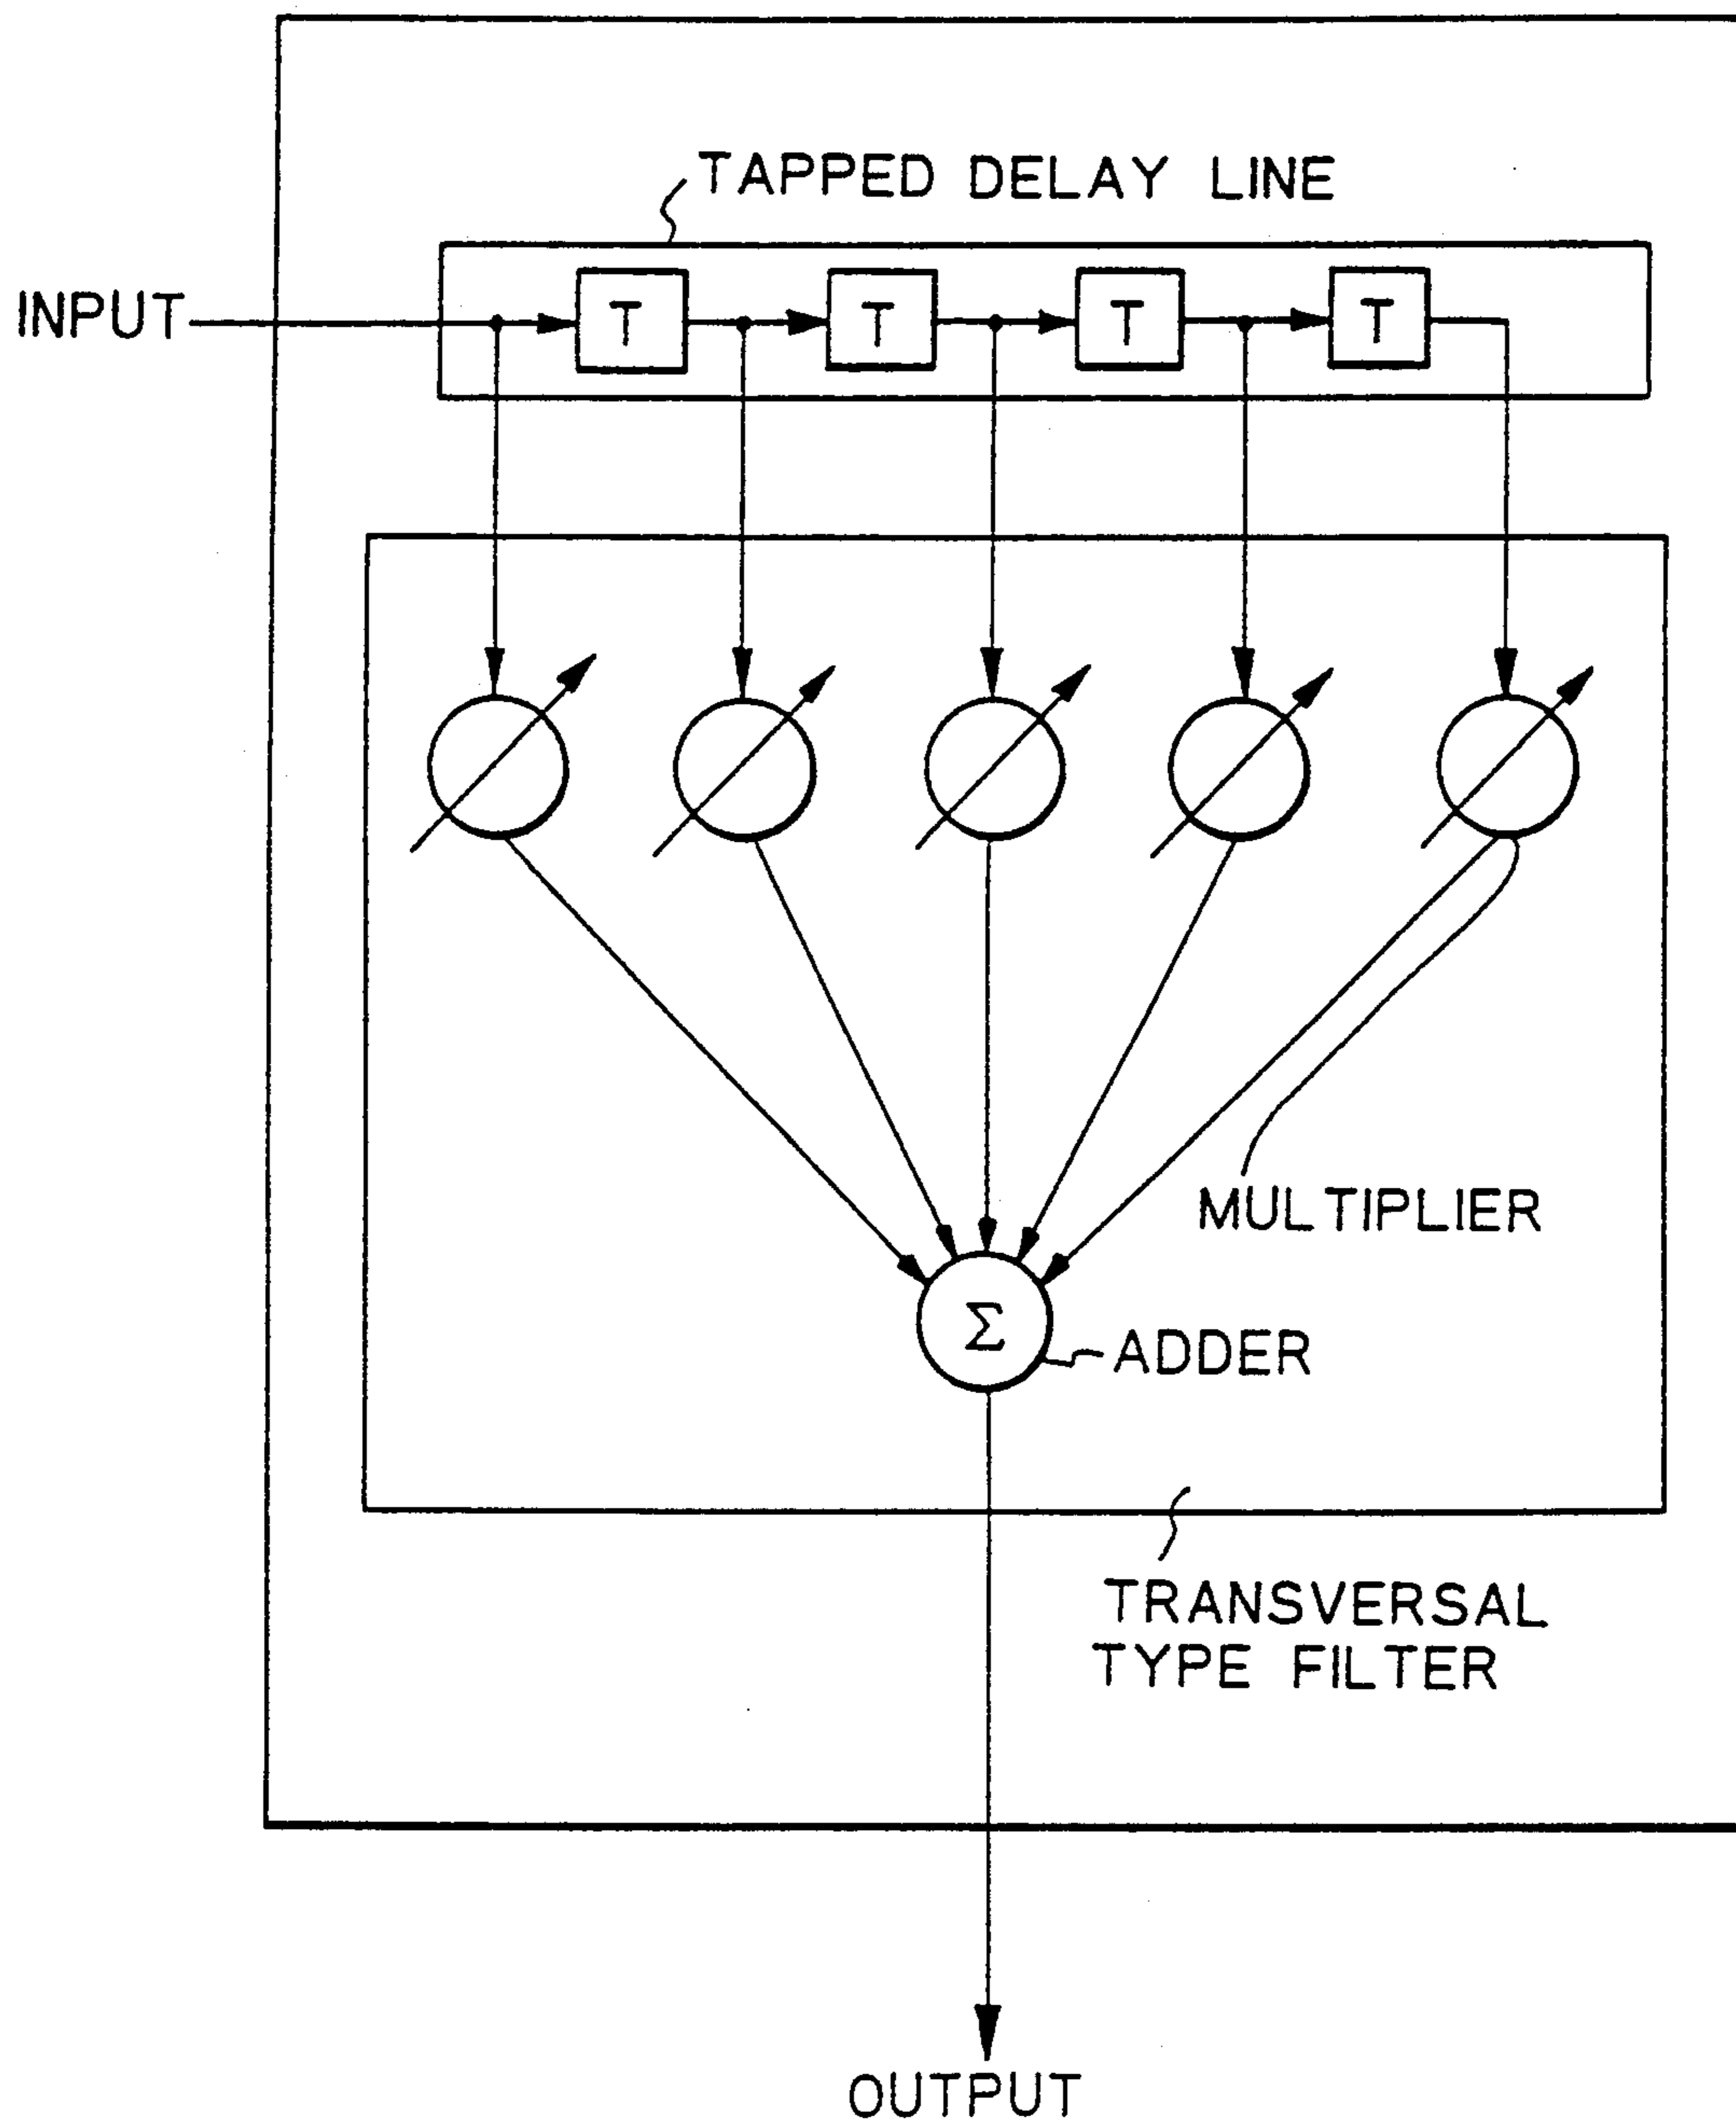 TAPPED DELAY LINE
INPUT
T T T T
MULTIPLIER
Σ
ADDER
TRANSVERSAL
TYPE FILTER
OUTPUT